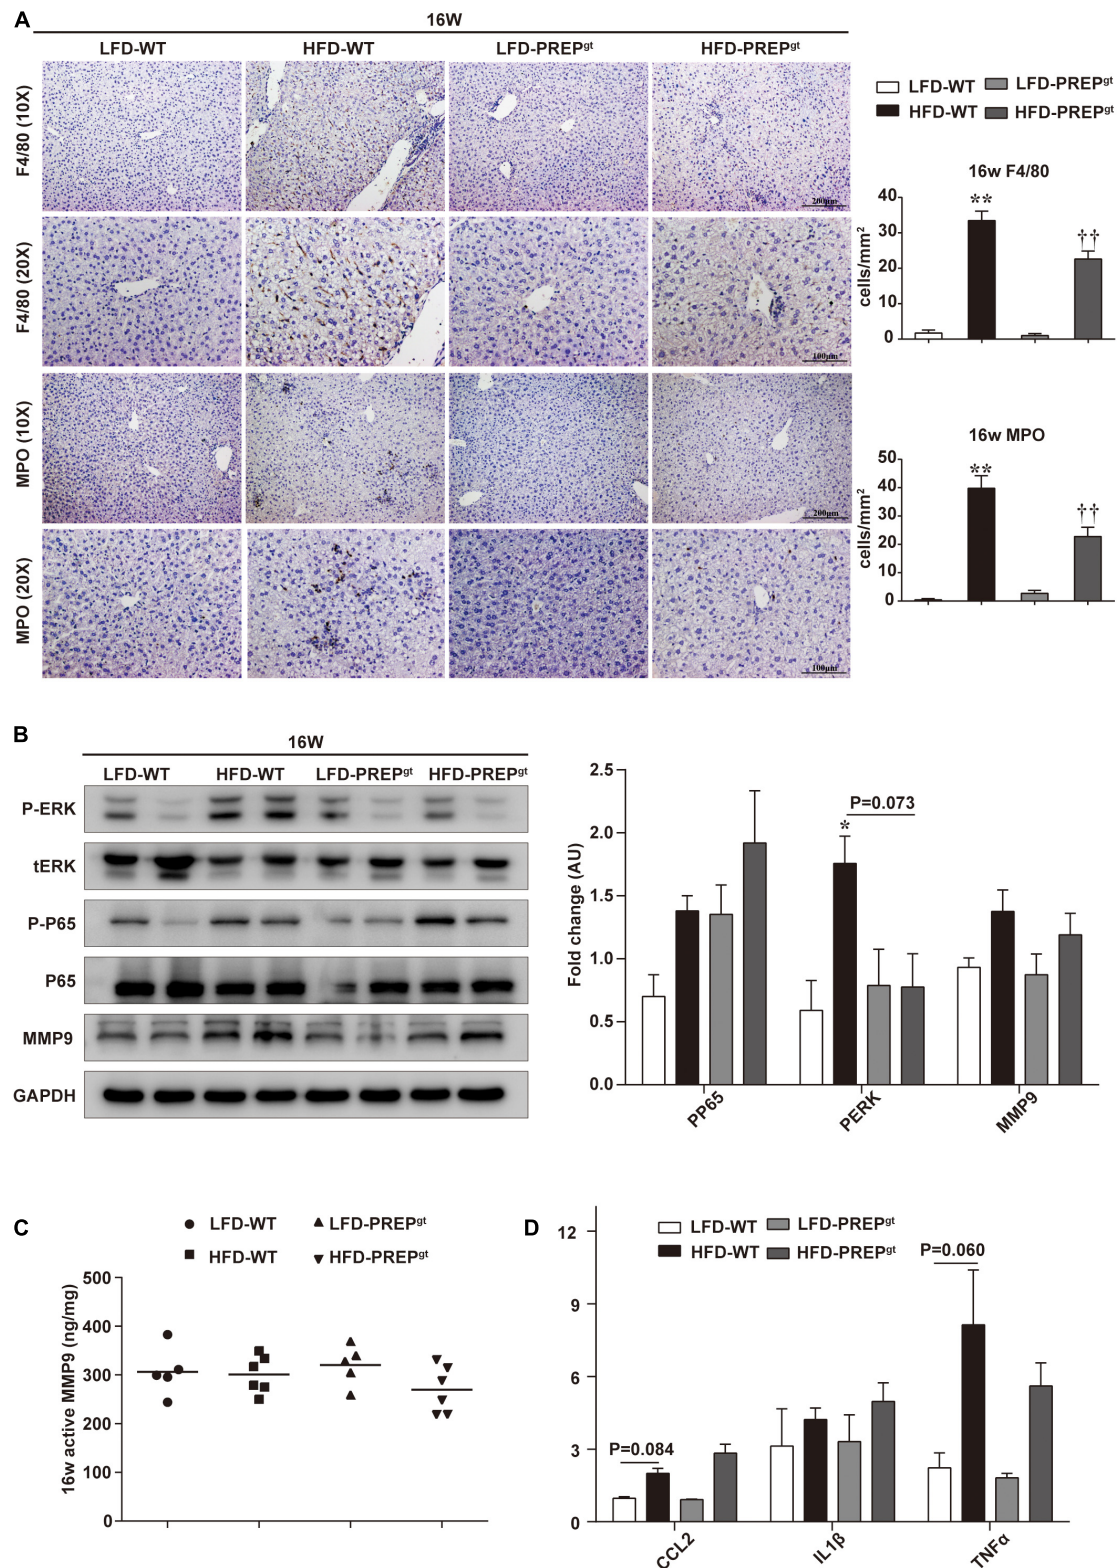 A
16W
LFD-WT HFD-WT LFD-PREPgt HFD-PREPgt
F4/80 (10X)
200μm
F4/80 (20X)
100μm
MPO (10X)
200μm
MPO (20X)
100μm
LFD-WT LFD-PREPgt
HFD-WT HFD-PREPgt
16w F4/80
cells/mm²
40
30
20
10
0
**
††
16w MPO
cells/mm²
50
40
30
20
10
0
**
††
B
16W
LFD-WT HFD-WT LFD-PREPgt HFD-PREPgt
P-ERK
tERK
P-P65
P65
MMP9
GAPDH
Fold change (AU)
2.5
2.0
1.5
1.0
0.5
0.0
P=0.073
*
PP65 PERK MMP9
C
LFD-WT LFD-PREPgt
HFD-WT HFD-PREPgt
16w active MMP9 (ng/mg)
500
400
300
200
100
0
D
LFD-WT LFD-PREPgt
HFD-WT HFD-PREPgt
12
9
6
3
0
P=0.084
P=0.060
CCL2 IL1β TNFα